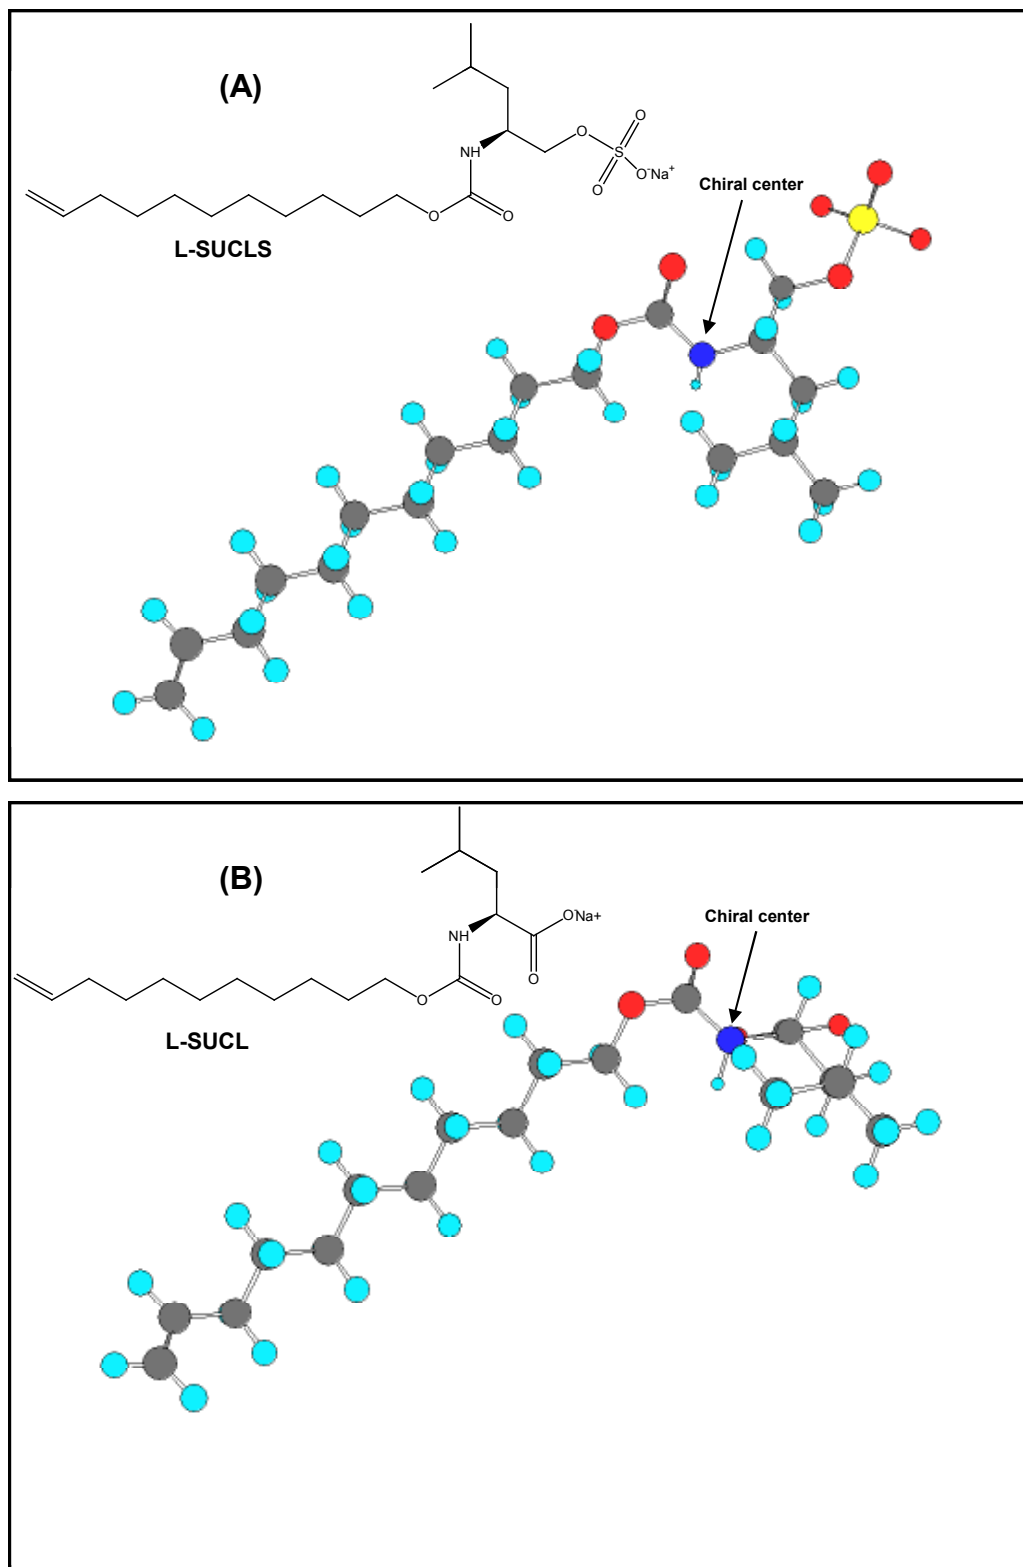 (A)
NH
O
O
S
O
O
O⁻Na⁺
O
L-SUCLS
Chiral center
(B)
NH
O
O
O
ONa+
O
L-SUCL
Chiral center